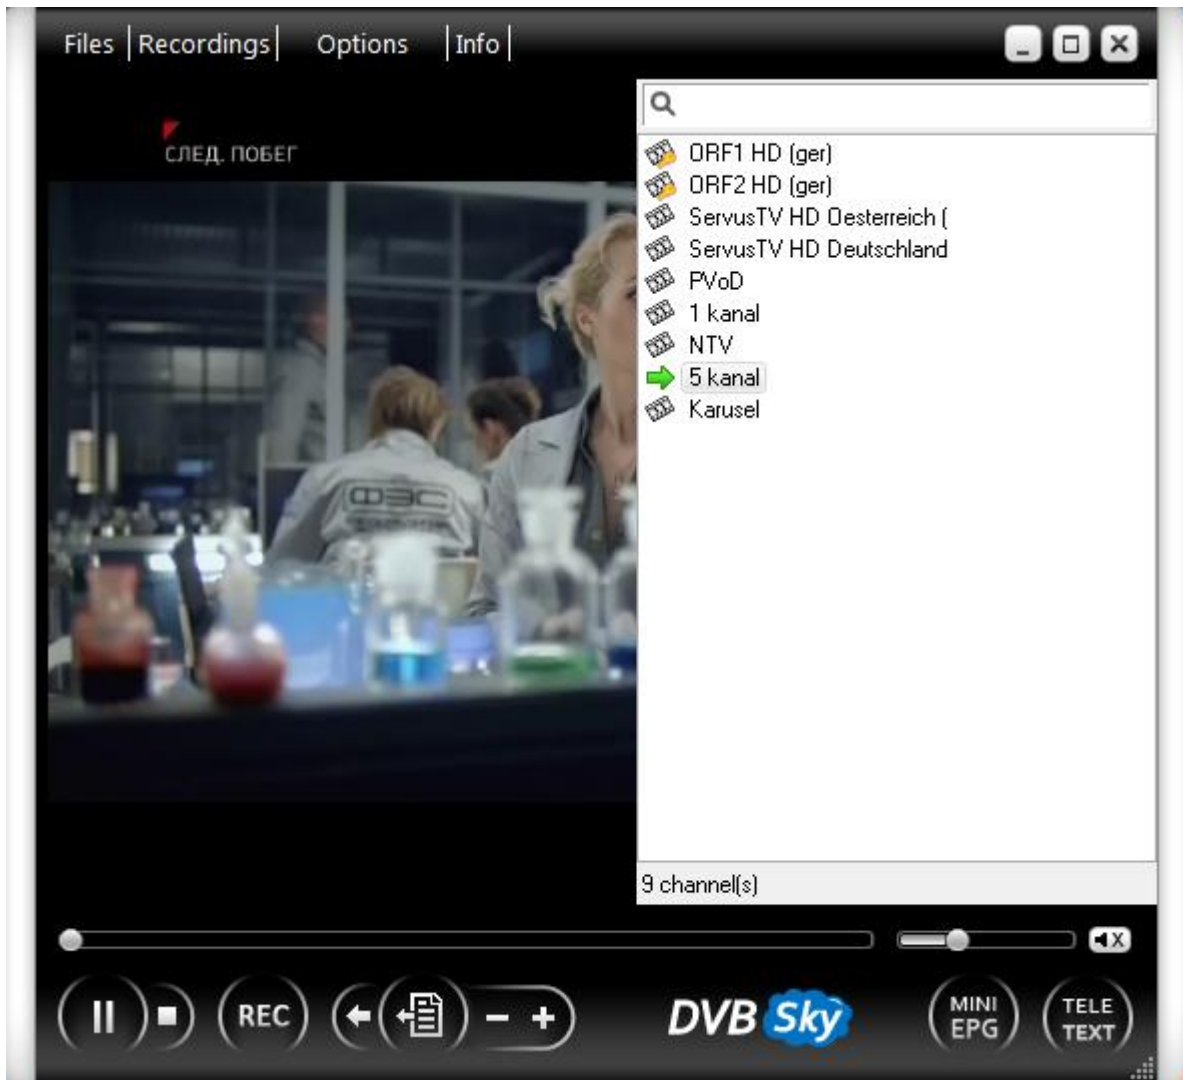 Files Recordings Options Info
СЛЕД. ПОБЕГ
ORF1 HD (ger)
ORF2 HD (ger)
ServusTV HD Oesterreich (
ServusTV HD Deutschland
PVoD
1 kanal
NTV
5 kanal
Karusel
ФЭС
9 channel(s)
REC
DVB Sky
MINI
EPG
TELE
TEXT